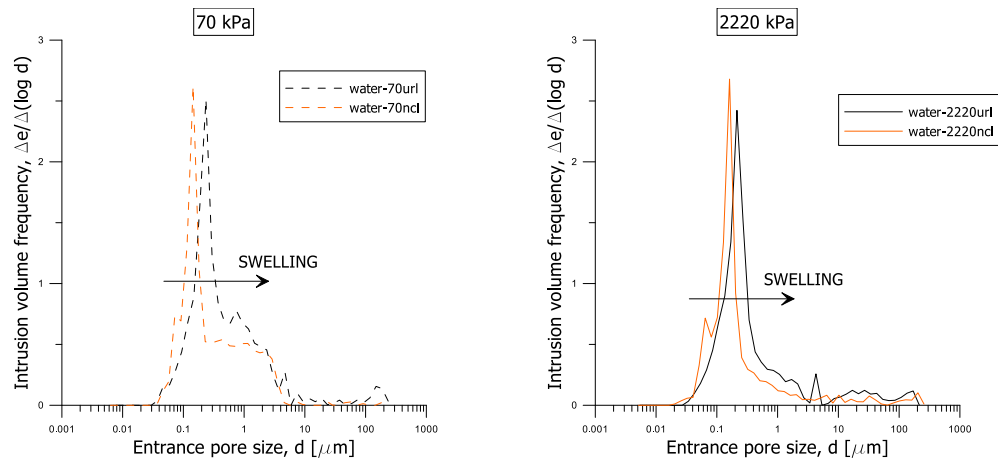 70 kPa
3
2
1
0
Intrusion volume frequency, Δe/Δ(log d)
water-70url
water-70ncl
SWELLING
0.001 0.01 0.1 1 10 100 1000
Entrance pore size, d [μm]
2220 kPa
3
2
1
0
Intrusion volume frequency, Δe/Δ(log d)
water-2220url
water-2220ncl
SWELLING
0.001 0.01 0.1 1 10 100 1000
Entrance pore size, d [μm]